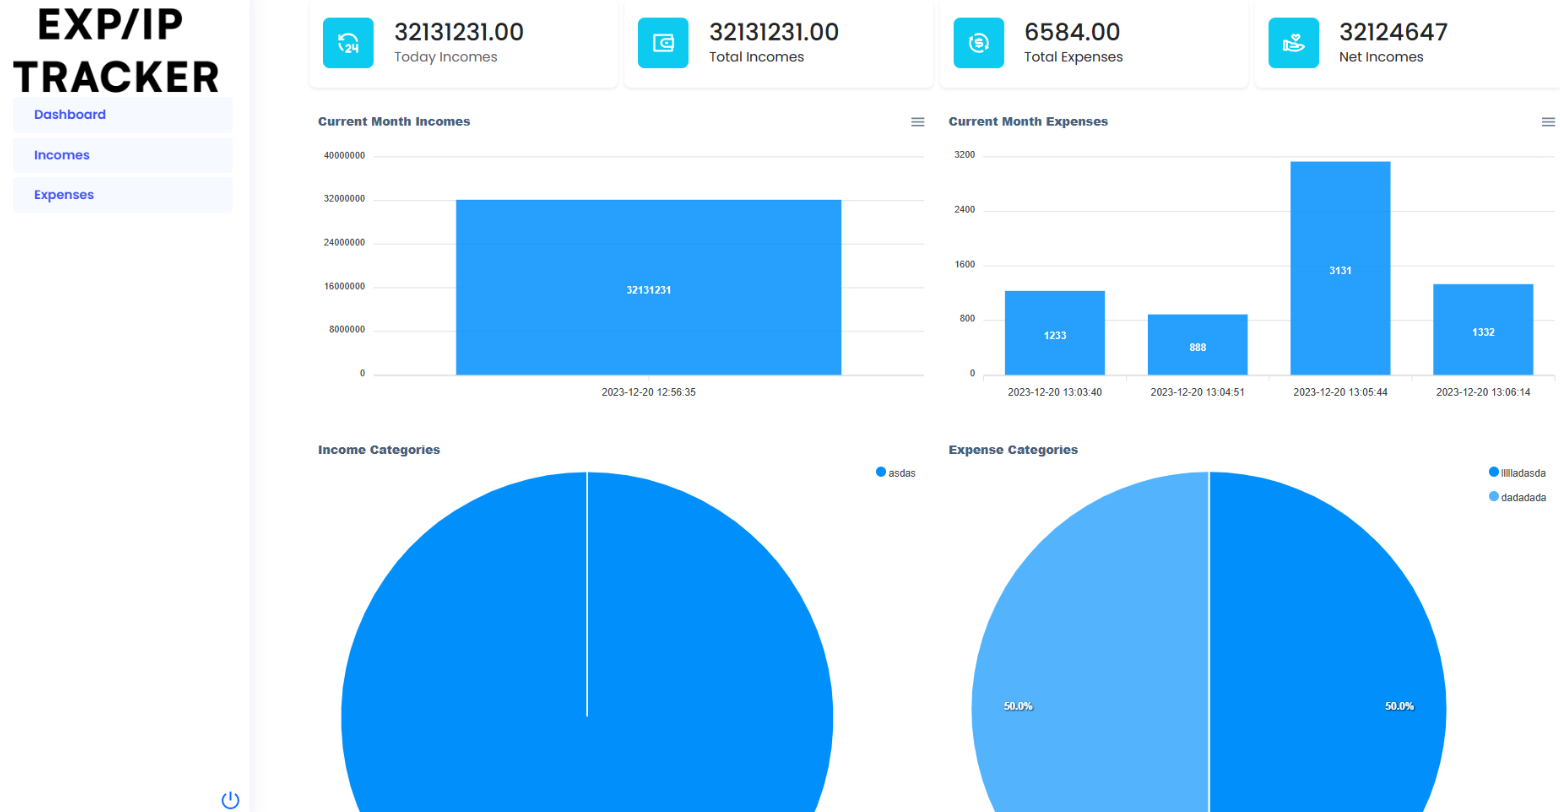 EXP/IP
TRACKER
Dashboard
Incomes
Expenses
24
32131231.00
Today Incomes
32131231.00
Total Incomes
$
6584.00
Total Expenses
32124647
Net Incomes
Current Month Incomes
40000000
32000000
24000000
16000000
8000000
0
32131231
2023-12-20 12:56:35
Current Month Expenses
3200
2400
1600
800
0
1233
888
3131
1332
2023-12-20 13:03:40
2023-12-20 13:04:51
2023-12-20 13:05:44
2023-12-20 13:06:14
Income Categories
asdas
Expense Categories
dadadada
50.0%
50.0%